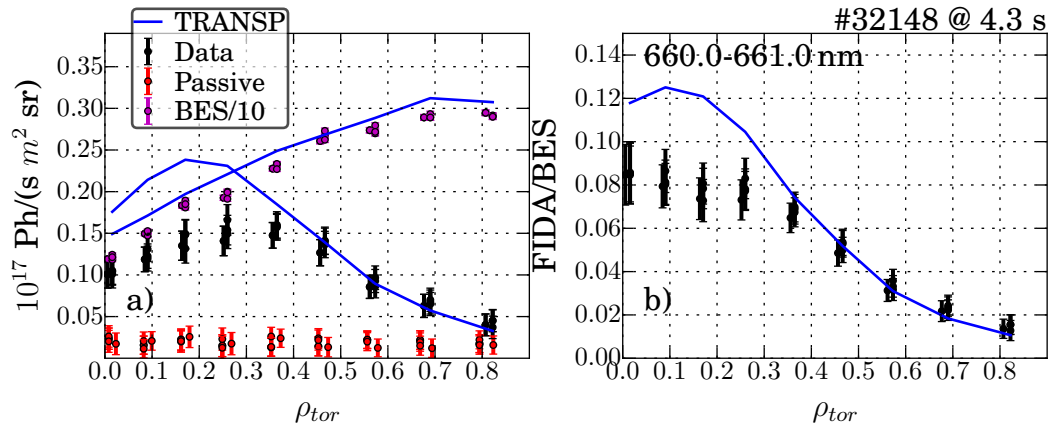 #32148 @ 4.3 s
TRANSP
Data
Passive
BES/10
0.35
0.30
0.25
0.20
0.15
0.10
0.05
10^17 Ph/(s m^2 sr)
a)
0.0 0.1 0.2 0.3 0.4 0.5 0.6 0.7 0.8
ρ_tor
660.0-661.0 nm
0.14
0.12
0.10
0.08
0.06
0.04
0.02
0.00
FIDA/BES
b)
0.0 0.1 0.2 0.3 0.4 0.5 0.6 0.7 0.8
ρ_tor